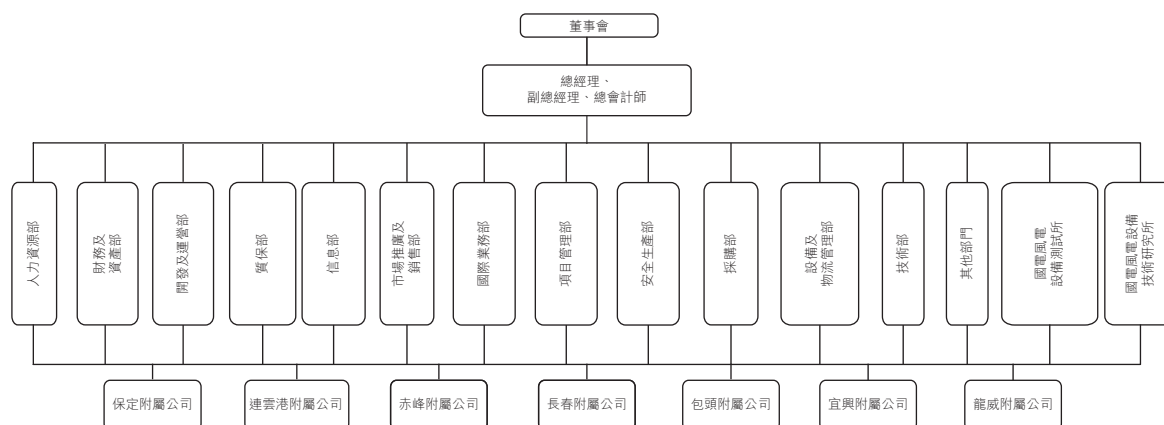 董事會
總經理、
副總經理、總會計師
人力資源部
財務及
資產部
開發及運營部
質保部
信息部
市場推廣及
銷售部
國際業務部
項目管理部
安全生產部
採購部
設備及
物流管理部
技術部
其他部門
國電風電
設備測試所
國電風電設備
技術研究所
保定附屬公司
連雲港附屬公司
赤峰附屬公司
長春附屬公司
包頭附屬公司
宜興附屬公司
龍威附屬公司